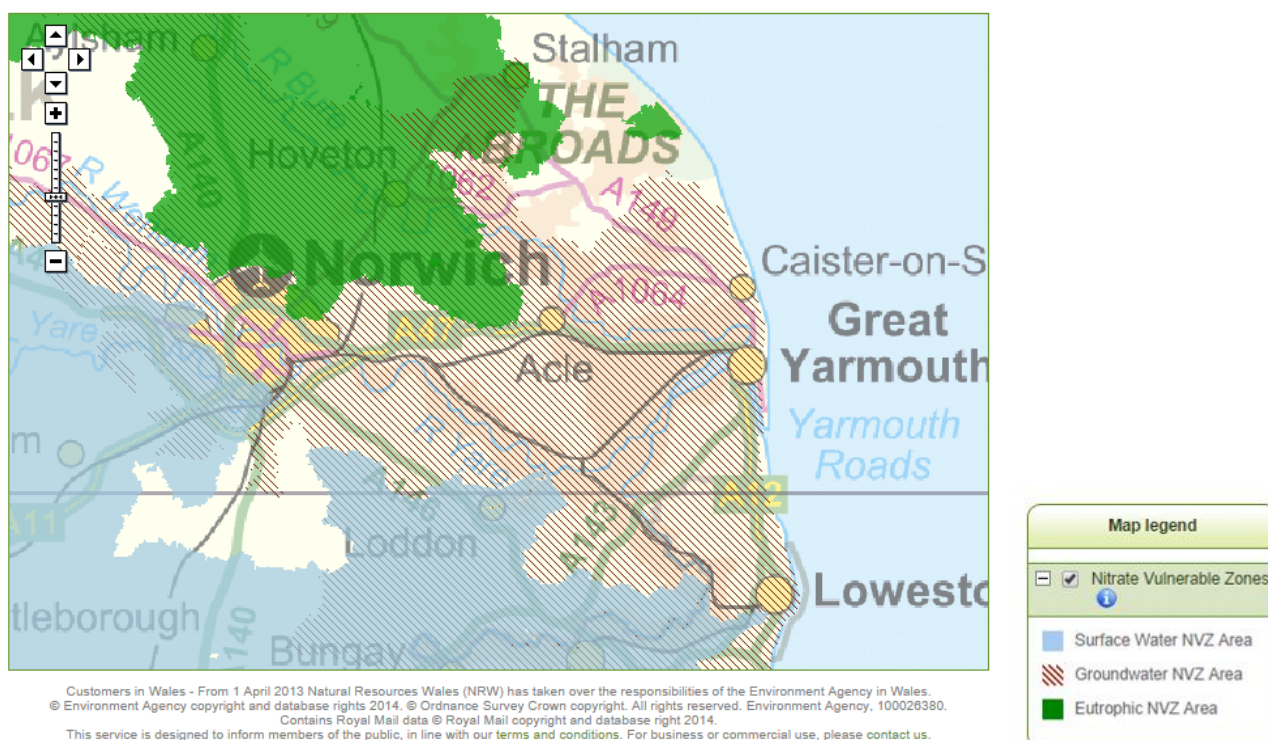 Aylsham
Stalham
THE
BROADS
R Bure
Hoveton
A140
1067
R Wensum
1062
A149
Norwich
Caister-on-S
A1064
Great
Yarmouth
A47
Yare
Acle
Yarmouth
Roads
R Yare
A12
A146
A11
A143
Loddon
Lowesto
tleborough
A140
Bungay
Map legend
Nitrate Vulnerable Zones
Surface Water NVZ Area
Groundwater NVZ Area
Eutrophic NVZ Area
Customers in Wales - From 1 April 2013 Natural Resources Wales (NRW) has taken over the responsibilities of the Environment Agency in Wales.
© Environment Agency copyright and database rights 2014. © Ordnance Survey Crown copyright. All rights reserved. Environment Agency, 100026380.
Contains Royal Mail data © Royal Mail copyright and database right 2014.
This service is designed to inform members of the public, in line with our terms and conditions. For business or commercial use, please contact us.